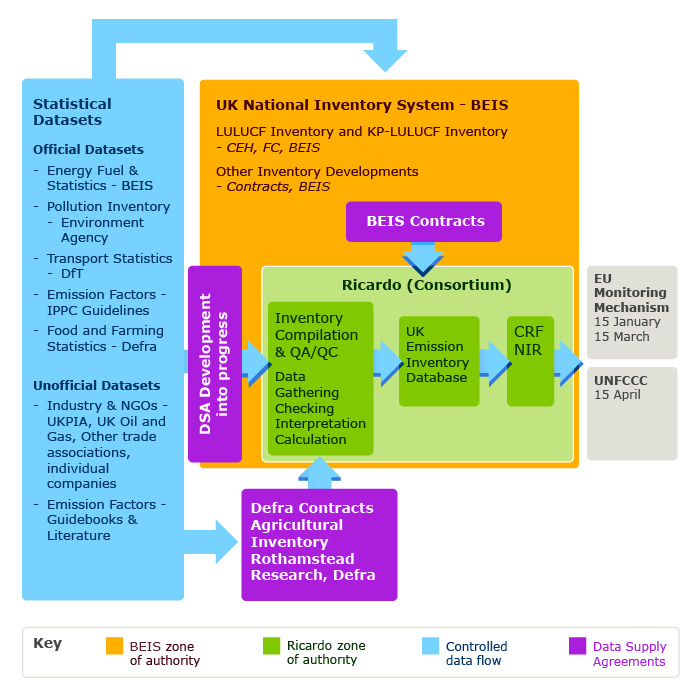 Statistical
Datasets
Official Datasets
- Energy Fuel &
Statistics - BEIS
- Pollution Inventory
- Environment
Agency
- Transport Statistics
- DfT
- Emission Factors -
IPPC Guidelines
- Food and Farming
Statistics - Defra
Unofficial Datasets
- Industry & NGOs -
UKPIA, UK Oil and
Gas, Other trade
associations,
individual
companies
- Emission Factors -
Guidebooks &
Literature
UK National Inventory System - BEIS
LULUCF Inventory and KP-LULUCF Inventory
- CEH, FC, BEIS
Other Inventory Developments
- Contracts, BEIS
BEIS Contracts
DSA Development
into progress
Ricardo (Consortium)
Inventory
Compilation
& QA/QC
Data
Gathering
Checking
Interpretation
Calculation
UK
Emission
Inventory
Database
CRF
NIR
EU
Monitoring
Mechanism
15 January
15 March
UNFCCC
15 April
Defra Contracts
Agricultural
Inventory
Rothamstead
Research, Defra
Key
BEIS zone
of authority
Ricardo zone
of authority
Controlled
data flow
Data Supply
Agreements